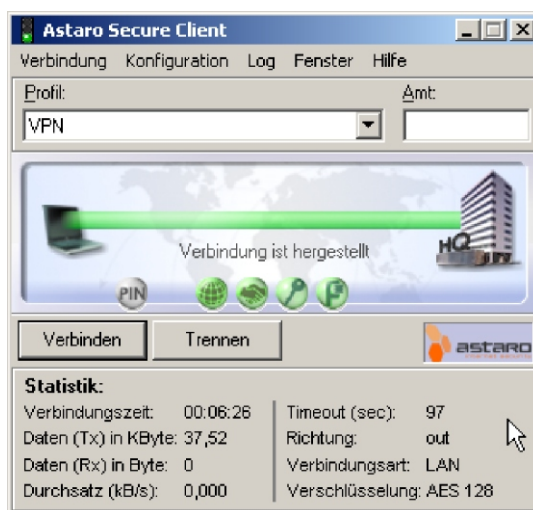 Astaro Secure Client
Verbindung Konfiguration Log Fenster Hilfe
Profil: Amt:
VPN
Verbindung ist hergestellt
HQ
PIN
Verbinden Trennen astaro
Statistik:
Verbindungszeit: 00:06:26 Timeout (sec): 97
Daten (Tx) in KByte: 37,52 Richtung: out
Daten (Rx) in Byte: 0 Verbindungsart: LAN
Durchsatz (kB/s): 0,000 Verschlüsselung: AES 128